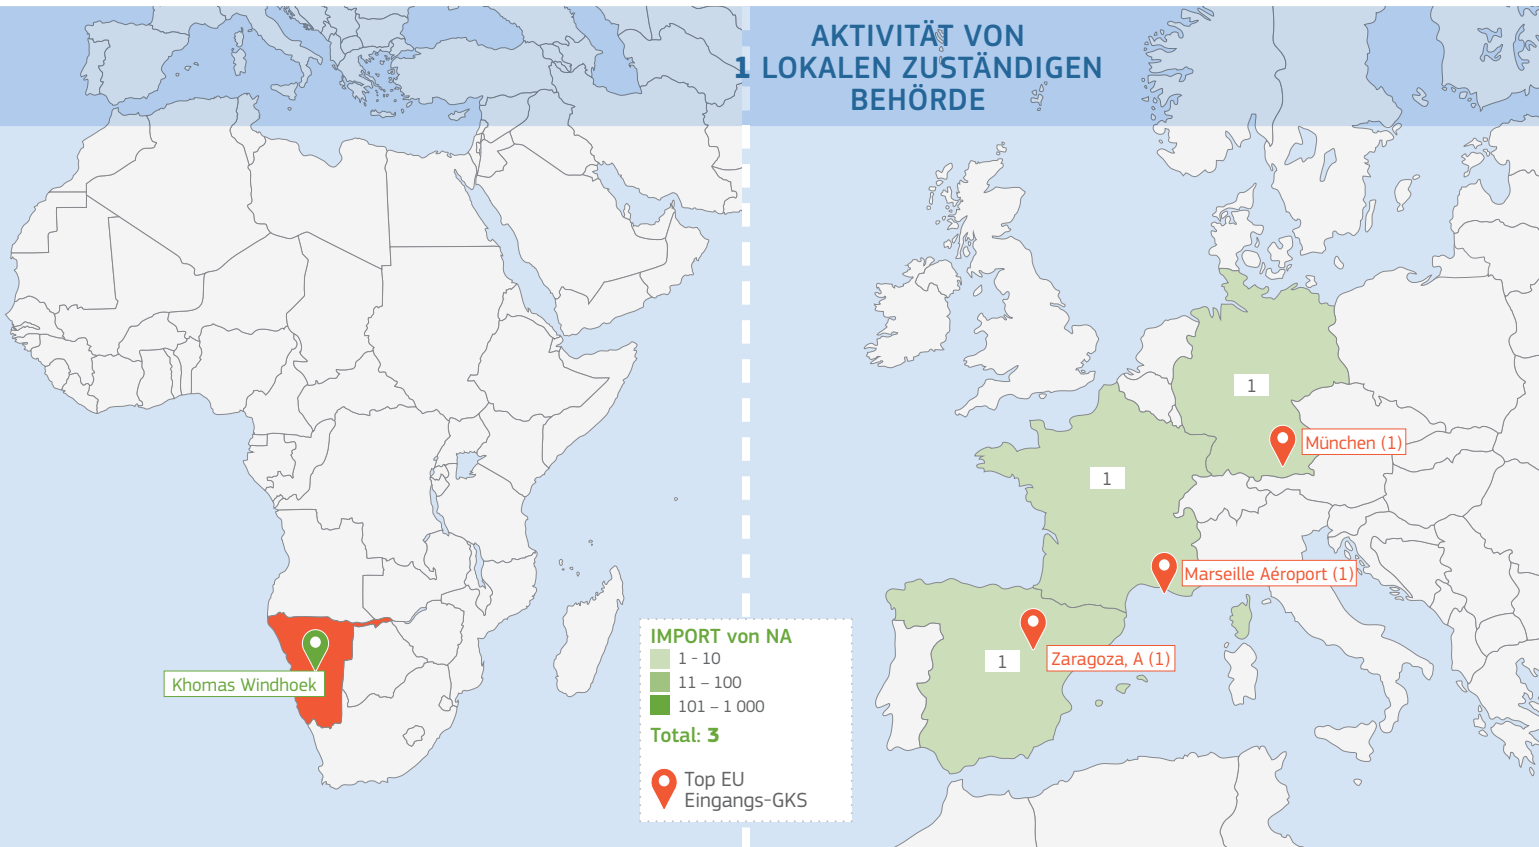 AKTIVITÄT VON
1 LOKALEN ZUSTÄNDIGEN
BEHÖRDE
Khomas Windhoek
IMPORT von NA
1 - 10
11 – 100
101 – 1 000
Total: 3
Top EU
Eingangs-GKS
1
München (1)
1
Marseille Aéroport (1)
1
Zaragoza, A (1)